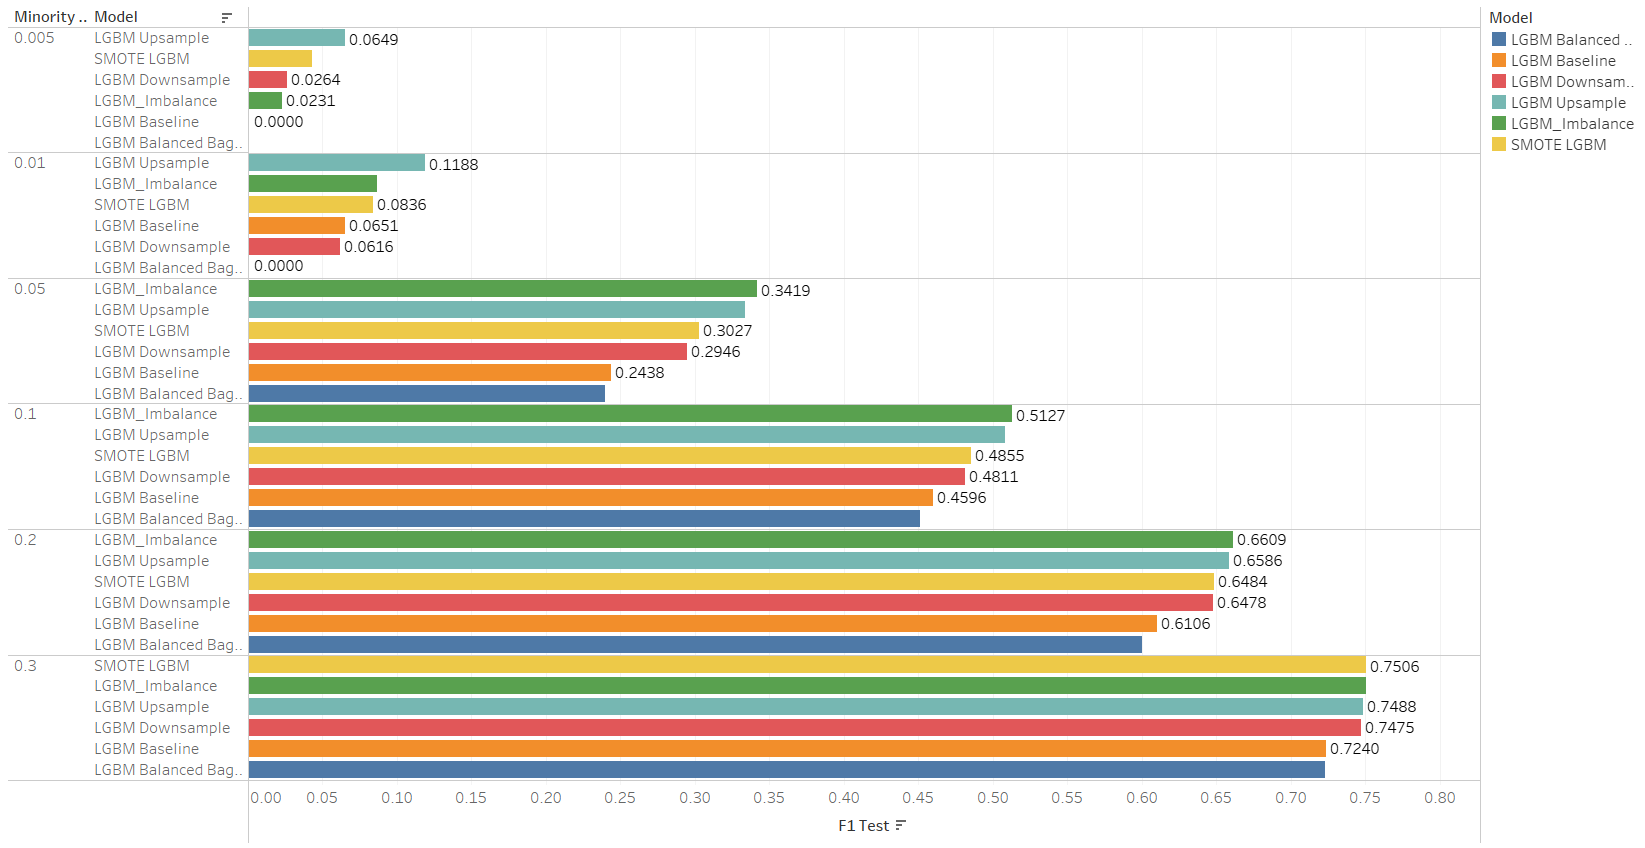 Minority .. Model
0.005 LGBM Upsample 0.0649
SMOTE LGBM
LGBM Downsample 0.0264
LGBM_Imbalance 0.0231
LGBM Baseline 0.0000
LGBM Balanced Bag..
0.01 LGBM Upsample 0.1188
LGBM_Imbalance
SMOTE LGBM 0.0836
LGBM Baseline 0.0651
LGBM Downsample 0.0616
LGBM Balanced Bag.. 0.0000
0.05 LGBM_Imbalance 0.3419
LGBM Upsample
SMOTE LGBM 0.3027
LGBM Downsample 0.2946
LGBM Baseline 0.2438
LGBM Balanced Bag..
0.1 LGBM_Imbalance 0.5127
LGBM Upsample
SMOTE LGBM 0.4855
LGBM Downsample 0.4811
LGBM Baseline 0.4596
LGBM Balanced Bag..
0.2 LGBM_Imbalance 0.6609
LGBM Upsample 0.6586
SMOTE LGBM 0.6484
LGBM Downsample 0.6478
LGBM Baseline 0.6106
LGBM Balanced Bag..
0.3 SMOTE LGBM 0.7506
LGBM_Imbalance
LGBM Upsample 0.7488
LGBM Downsample 0.7475
LGBM Baseline 0.7240
LGBM Balanced Bag..
0.00 0.05 0.10 0.15 0.20 0.25 0.30 0.35 0.40 0.45 0.50 0.55 0.60 0.65 0.70 0.75 0.80
F1 Test
Model
LGBM Balanced ..
LGBM Baseline
LGBM Downsam..
LGBM Upsample
LGBM_Imbalance
SMOTE LGBM